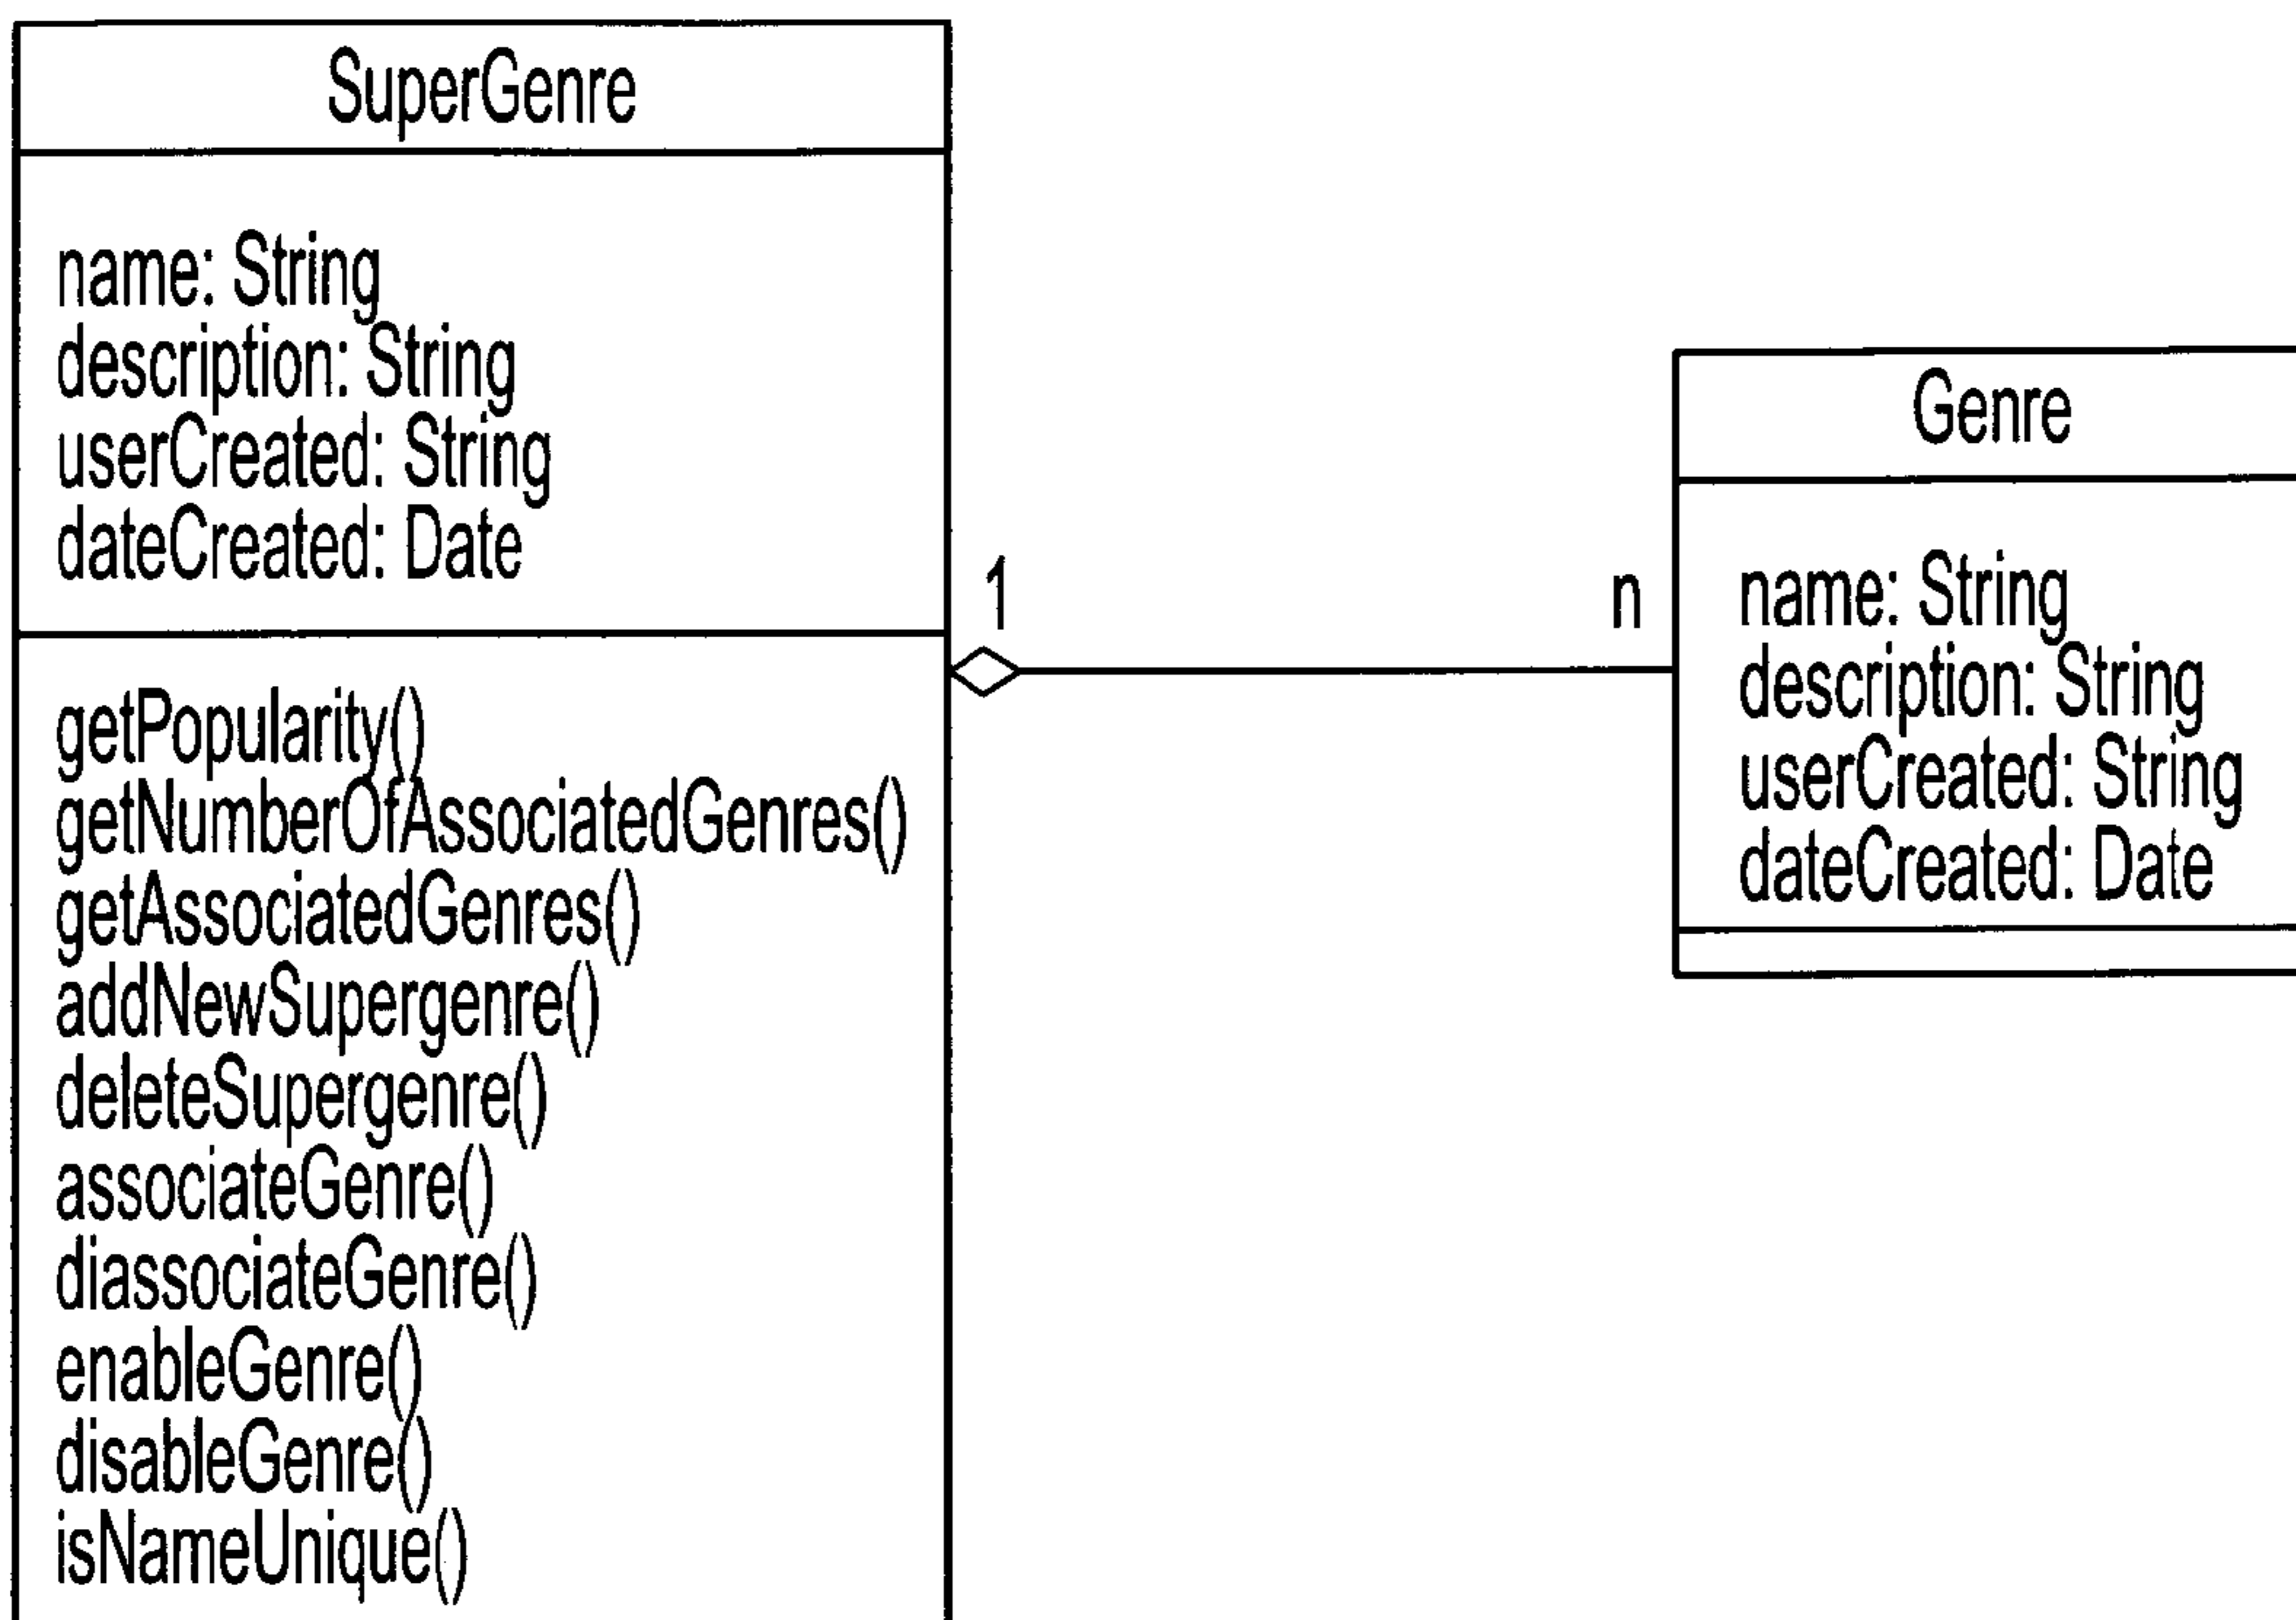 SuperGenre
name: String
description: String
userCreated: String
dateCreated: Date
getPopularity()
getNumberOfAssociatedGenres()
getAssociatedGenres()
addNewSupergenre()
deleteSupergenre()
associateGenre()
diassociateGenre()
enableGenre()
disableGenre()
isNameUnique()
1
n
Genre
name: String
description: String
userCreated: String
dateCreated: Date